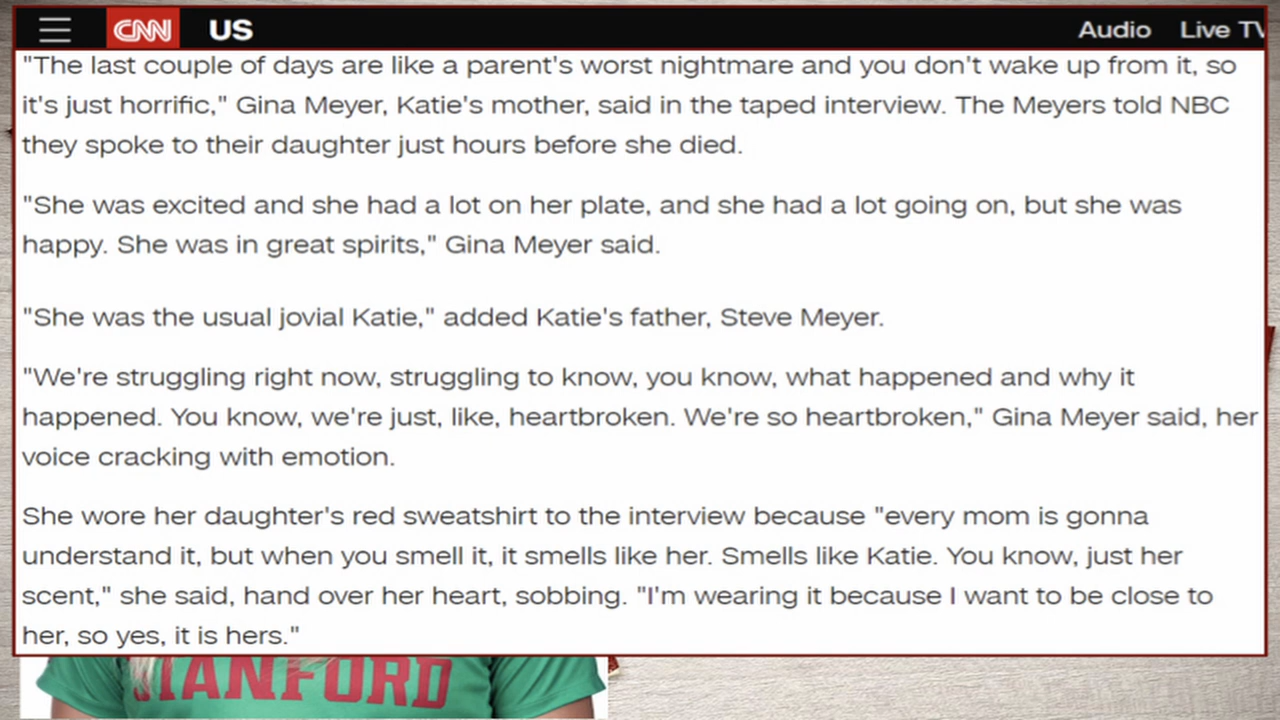 CNN US Audio Live TV
"The last couple of days are like a parent's worst nightmare and you don't wake up from it, so
it's just horrific," Gina Meyer, Katie's mother, said in the taped interview. The Meyers told NBC
they spoke to their daughter just hours before she died.
"She was excited and she had a lot on her plate, and she had a lot going on, but she was
happy. She was in great spirits," Gina Meyer said.
"She was the usual jovial Katie," added Katie's father, Steve Meyer.
"We're struggling right now, struggling to know, you know, what happened and why it
happened. You know, we're just, like, heartbroken. We're so heartbroken," Gina Meyer said, her
voice cracking with emotion.
She wore her daughter's red sweatshirt to the interview because "every mom is gonna
understand it, but when you smell it, it smells like her. Smells like Katie. You know, just her
scent," she said, hand over her heart, sobbing. "I'm wearing it because I want to be close to
her, so yes, it is hers."
STANFORD